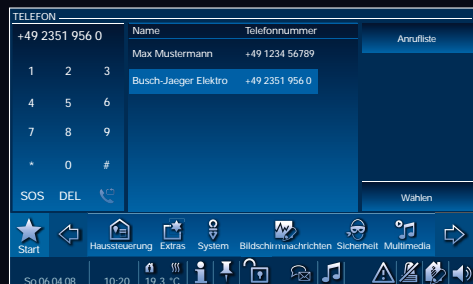 TELEFON
+49 2351 956 0
Name Telefonnummer
Max Mustermann +49 1234 56789
Busch-Jaeger Elektro +49 2351 956 0
Anrufliste
1 2 3
4 5 6
7 8 9
* 0 #
SOS DEL
Wahlen
Start
Haussteuerung Extras System Bildschirmnachrichten Sicherheit Multimedia
So 06.04.08 10:20 19.3 °C